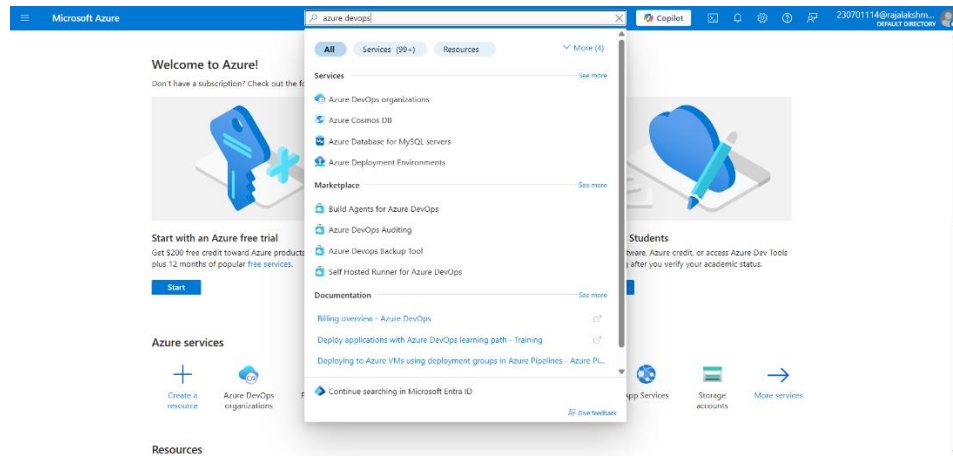 Microsoft Azure
azure devops
Copilot
230701114@rajalakshm...
DEFAULT DIRECTORY
Welcome to Azure!
Don't have a subscription? Check out the fo
All
Services (99+)
Resources
More (4)
Services
See more
Azure DevOps organizations
Azure Cosmos DB
Azure Database for MySQL servers
Azure Deployment Environments
Marketplace
See more
Build Agents for Azure DevOps
Azure DevOps Auditing
Azure Devops Backup Tool
Self Hosted Runner for Azure DevOps
Documentation
See more
Billing overview - Azure DevOps
Deploy applications with Azure DevOps learning path - Training
Deploying to Azure VMs using deployment groups in Azure Pipelines - Azure Pi...
Continue searching in Microsoft Entra ID
Give feedback
Start with an Azure free trial
Get $200 free credit toward Azure products
plus 12 months of popular free services.
Start
Students
tware, Azure credit, or access Azure Dev Tools
after you verify your academic status.
Azure services
Create a
resource
Azure DevOps
organizations
pp Services
Storage
accounts
More services
Resources